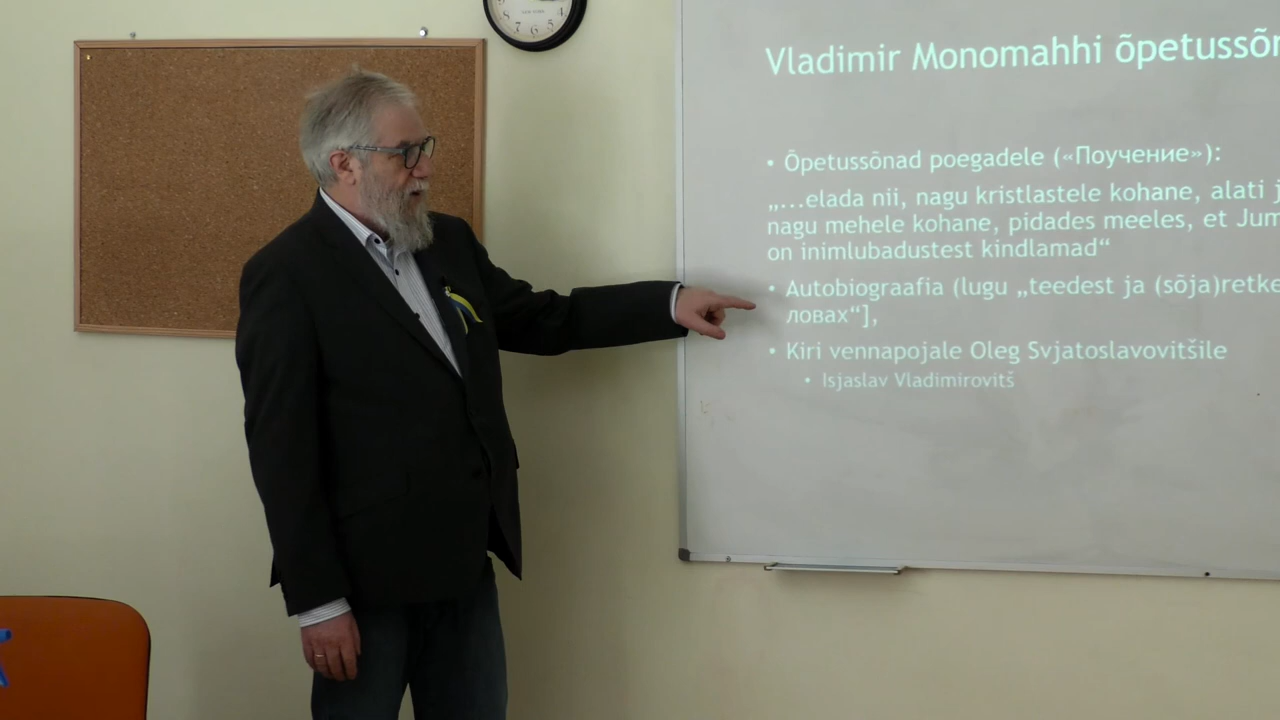 Vladimir Monomahhi õpetussõn
• Õpetussõnad poegadele («Поучение»):
„...elada nii, nagu kristlastele kohane, alati j
nagu mehele kohane, pidades meeles, et Jum
on inimlubadustest kindlamad“
• Autobiograafia (lugu „teedest ja (sõja)retke
ловах“],
• Kiri vennapojale Oleg Svjatoslavovitšile
• Isjaslav Vladimirovitš